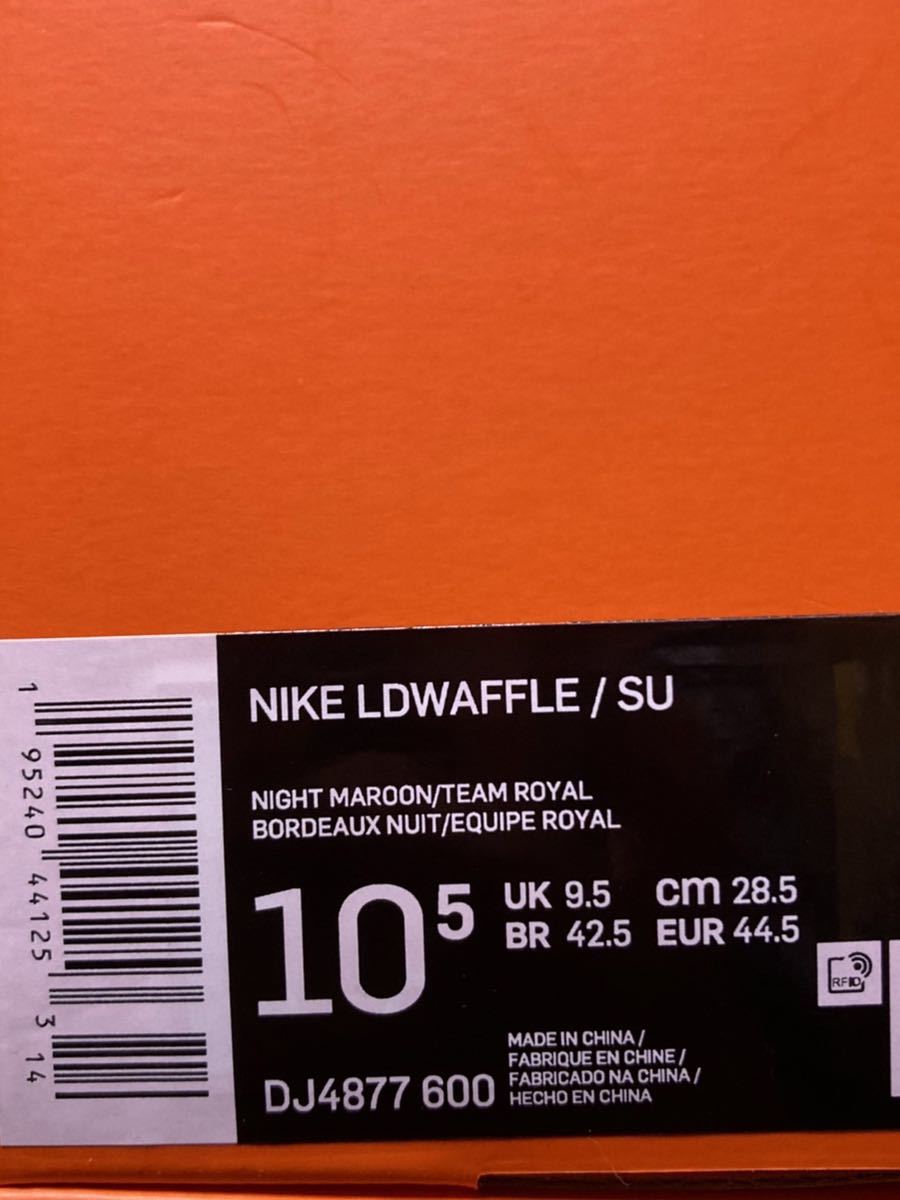 NIKE LDWAFFLE / SU
NIGHT MAROON/TEAM ROYAL
BORDEAUX NUIT/EQUIPE ROYAL
10 5
UK 9.5 cm 28.5
BR 42.5 EUR 44.5
RFID
MADE IN CHINA /
FABRIQUE EN CHINE /
FABRICADO NA CHINA /
HECHO EN CHINA
DJ4877 600
1 95240 44125 3 14